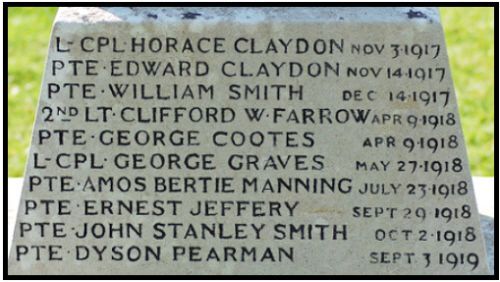 L-CPL·HORACE CLAYDON NOV 3·1917
PTE·EDWARD CLAYDON NOV 14·1917
PTE·WILLIAM SMITH DEC 14·1917
2ND LT·CLIFFORD W·FARROW APR 9·1918
PTE·GEORGE COOTES APR 9·1918
L-CPL·GEORGE GRAVES MAY 27·1918
PTE·AMOS BERTIE MANNING JULY 23·1918
PTE·ERNEST JEFFERY SEPT 29·1918
PTE·JOHN STANLEY SMITH OCT 2·1918
PTE·DYSON PEARMAN SEPT 3 1919